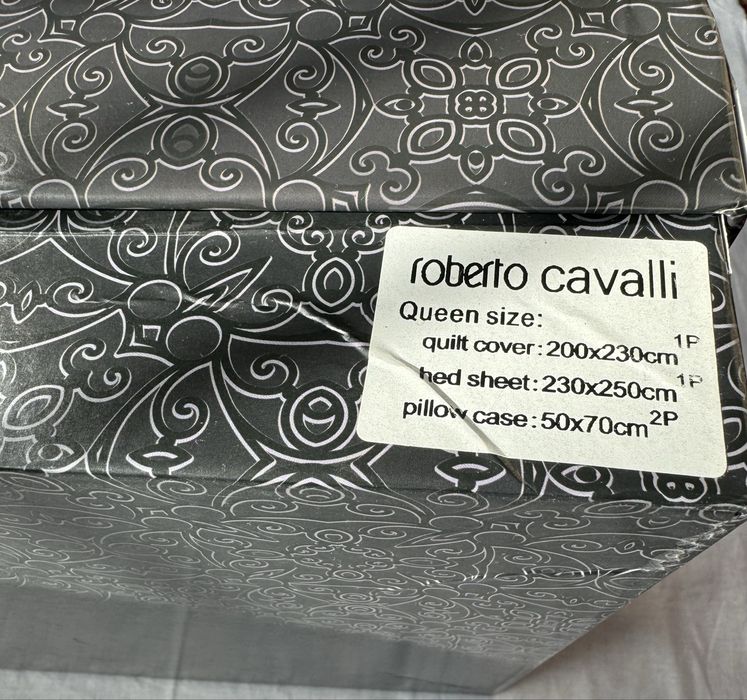 roberto cavalli
Queen size:
quilt cover:200x230cm 1P
bed sheet:230x250cm 1P
pillow case:50x70cm 2P